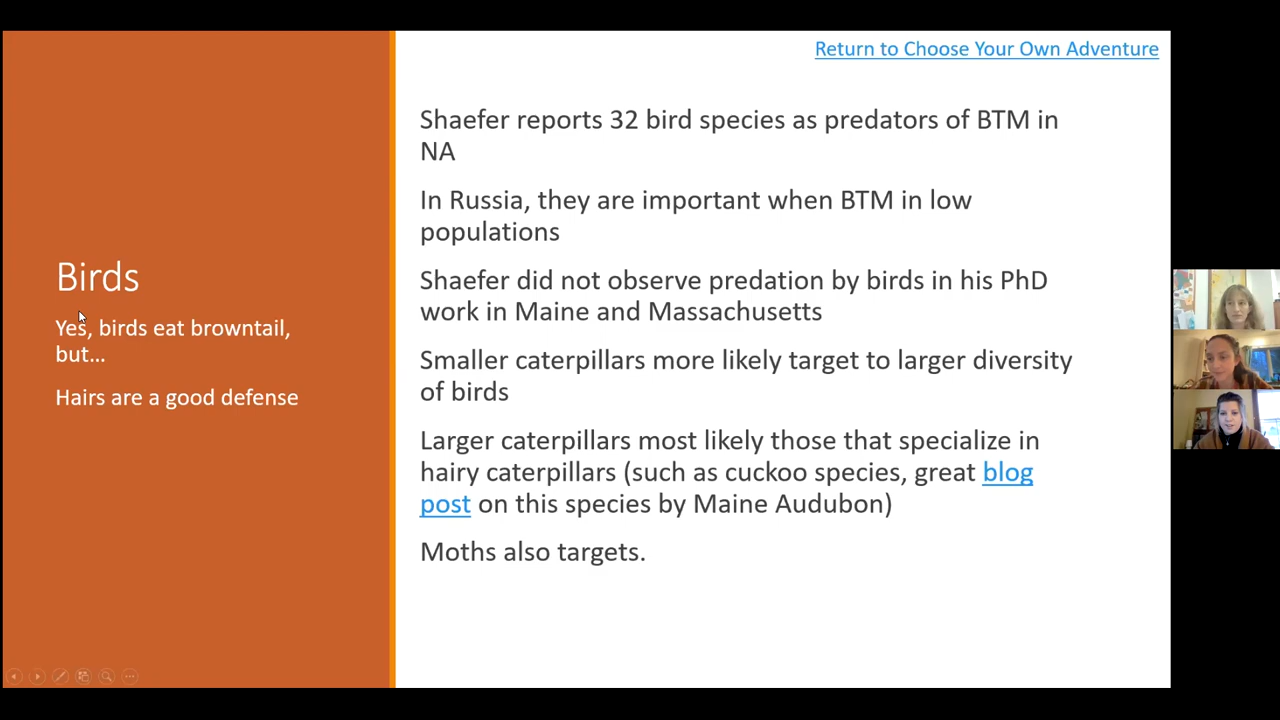 Return to Choose Your Own Adventure
Birds
Yes, birds eat browntail,
but...
Hairs are a good defense
Shaefer reports 32 bird species as predators of BTM in
NA
In Russia, they are important when BTM in low
populations
Shaefer did not observe predation by birds in his PhD
work in Maine and Massachusetts
Smaller caterpillars more likely target to larger diversity
of birds
Larger caterpillars most likely those that specialize in
hairy caterpillars (such as cuckoo species, great blog
post on this species by Maine Audubon)
Moths also targets.